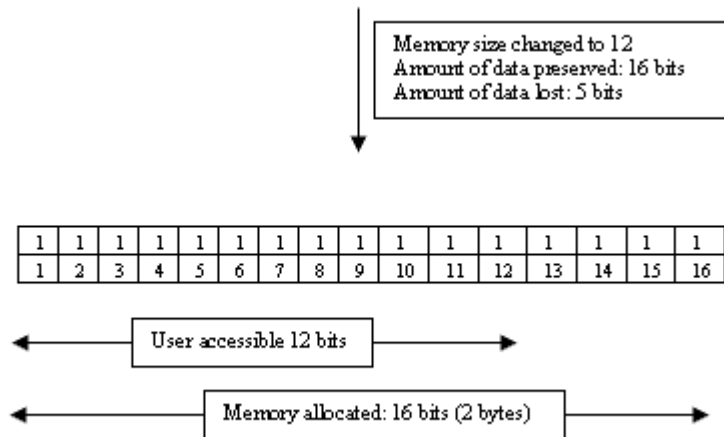 Memory size changed to 12
Amount of data preserved: 16 bits
Amount of data lost: 5 bits
1 1 1 1 1 1 1 1 1 1 1 1 1 1 1 1
1 2 3 4 5 6 7 8 9 10 11 12 13 14 15 16
User accessible 12 bits
Memory allocated: 16 bits (2 bytes)